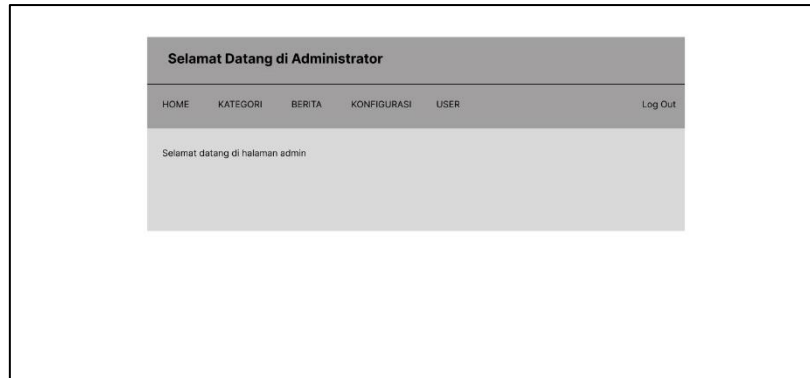 Selamat Datang di Administrator
HOME KATEGORI BERITA KONFIGURASI USER Log Out
Selamat datang di halaman admin